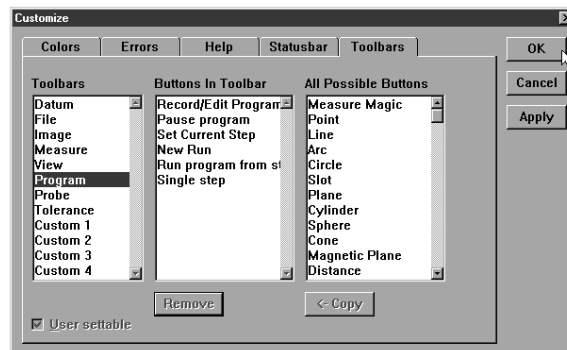 Customize
Colors
Errors
Help
Statusbar
Toolbars
OK
Cancel
Apply
Toolbars
Datum
File
Image
Measure
View
Program
Probe
Tolerance
Custom 1
Custom 2
Custom 3
Custom 4
Buttons In Toolbar
Record/Edit Program
Pause program
Set Current Step
New Run
Run program from st
Single step
Remove
All Possible Buttons
Measure Magic
Point
Line
Arc
Circle
Slot
Plane
Cylinder
Sphere
Cone
Magnetic Plane
Distance
<- Copy
User settable